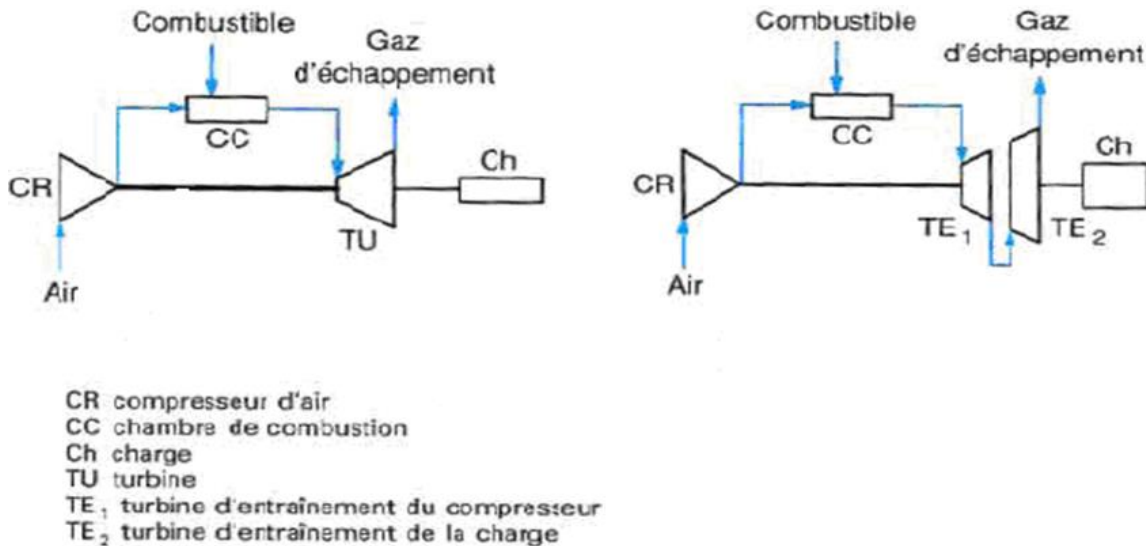 Combustible
Gaz
d'échappement
CC
Ch
CR
TU
Air
Combustible
Gaz
d'échappement
CC
Ch
CR
TE₁
TE₂
Air
CR compresseur d'air
CC chambre de combustion
Ch charge
TU turbine
TE₁ turbine d'entraînement du compresseur
TE₂ turbine d'entraînement de la charge